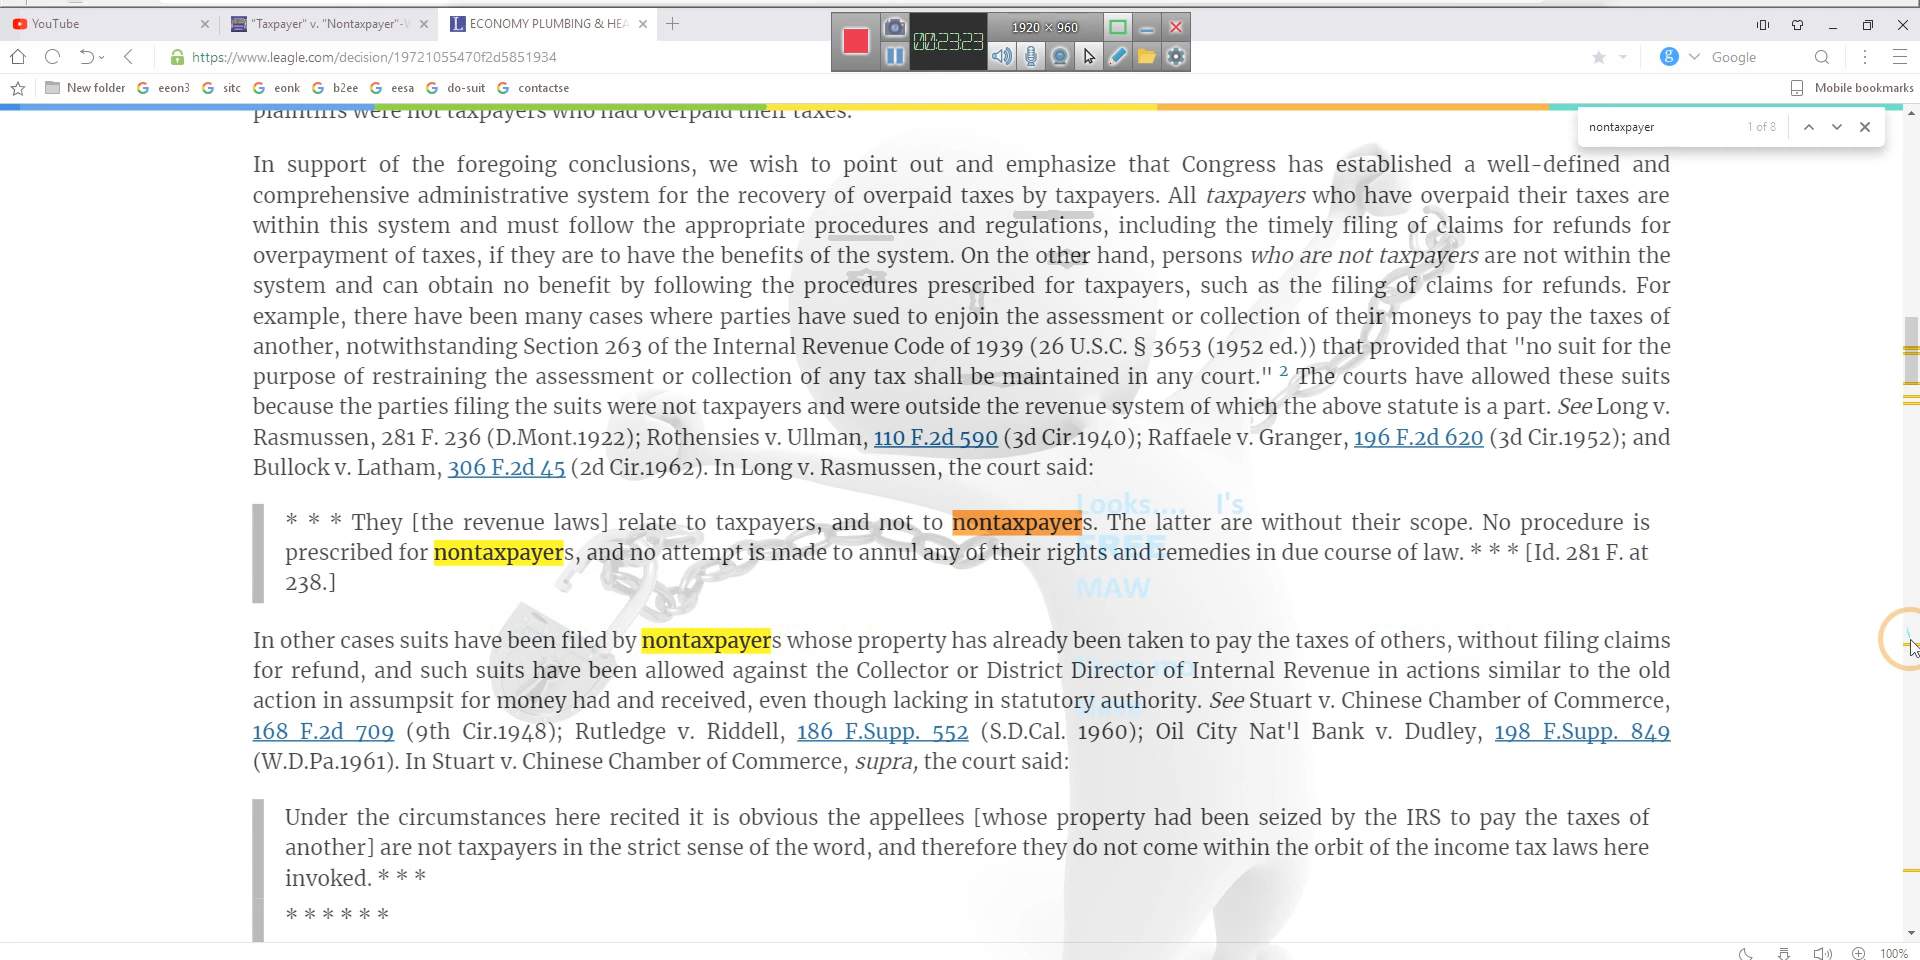 YouTube
"Taxpayer" v. "Nontaxpayer"
ECONOMY PLUMBING & HEA
1920 × 960
00:23:23
https://www.leagle.com/decision/19721055470f2d5851934
Google
New folder eeon3 sitc eonk b2ee eesa do-suit contactse
Mobile bookmarks
nontaxpayer 1 of 8
plaintiffs were not taxpayers who had overpaid their taxes.
In support of the foregoing conclusions, we wish to point out and emphasize that Congress has established a well-defined and
comprehensive administrative system for the recovery of overpaid taxes by taxpayers. All taxpayers who have overpaid their taxes are
within this system and must follow the appropriate procedures and regulations, including the timely filing of claims for refunds for
overpayment of taxes, if they are to have the benefits of the system. On the other hand, persons who are not taxpayers are not within the
system and can obtain no benefit by following the procedures prescribed for taxpayers, such as the filing of claims for refunds. For
example, there have been many cases where parties have sued to enjoin the assessment or collection of their moneys to pay the taxes of
another, notwithstanding Section 263 of the Internal Revenue Code of 1939 (26 U.S.C. § 3653 (1952 ed.)) that provided that "no suit for the
purpose of restraining the assessment or collection of any tax shall be maintained in any court." 2 The courts have allowed these suits
because the parties filing the suits were not taxpayers and were outside the revenue system of which the above statute is a part. See Long v.
Rasmussen, 281 F. 236 (D.Mont.1922); Rothensies v. Ullman, 110 F.2d 590 (3d Cir.1940); Raffaele v. Granger, 196 F.2d 620 (3d Cir.1952); and
Bullock v. Latham, 306 F.2d 45 (2d Cir.1962). In Long v. Rasmussen, the court said:
Looks.... I's
* * * They [the revenue laws] relate to taxpayers, and not to nontaxpayers. The latter are without their scope. No procedure is
prescribed for nontaxpayers, and no attempt is made to annul any of their rights and remedies in due course of law. * * * [Id. 281 F. at
238.]
FREE
MAW
In other cases suits have been filed by nontaxpayers whose property has already been taken to pay the taxes of others, without filing claims
for refund, and such suits have been allowed against the Collector or District Director of Internal Revenue in actions similar to the old
action in assumpsit for money had and received, even though lacking in statutory authority. See Stuart v. Chinese Chamber of Commerce,
168 F.2d 709 (9th Cir.1948); Rutledge v. Riddell, 186 F.Supp. 552 (S.D.Cal. 1960); Oil City Nat'l Bank v. Dudley, 198 F.Supp. 849
(W.D.Pa.1961). In Stuart v. Chinese Chamber of Commerce, supra, the court said:
Under the circumstances here recited it is obvious the appellees [whose property had been seized by the IRS to pay the taxes of
another] are not taxpayers in the strict sense of the word, and therefore they do not come within the orbit of the income tax laws here
invoked. * * *
* * * * * *
100%